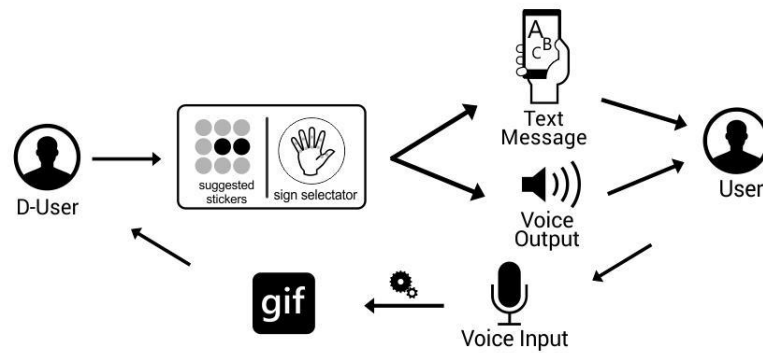 A
B
C
Text
Message
suggested
stickers
sign selectator
D-User
User
Voice
Output
gif
Voice Input